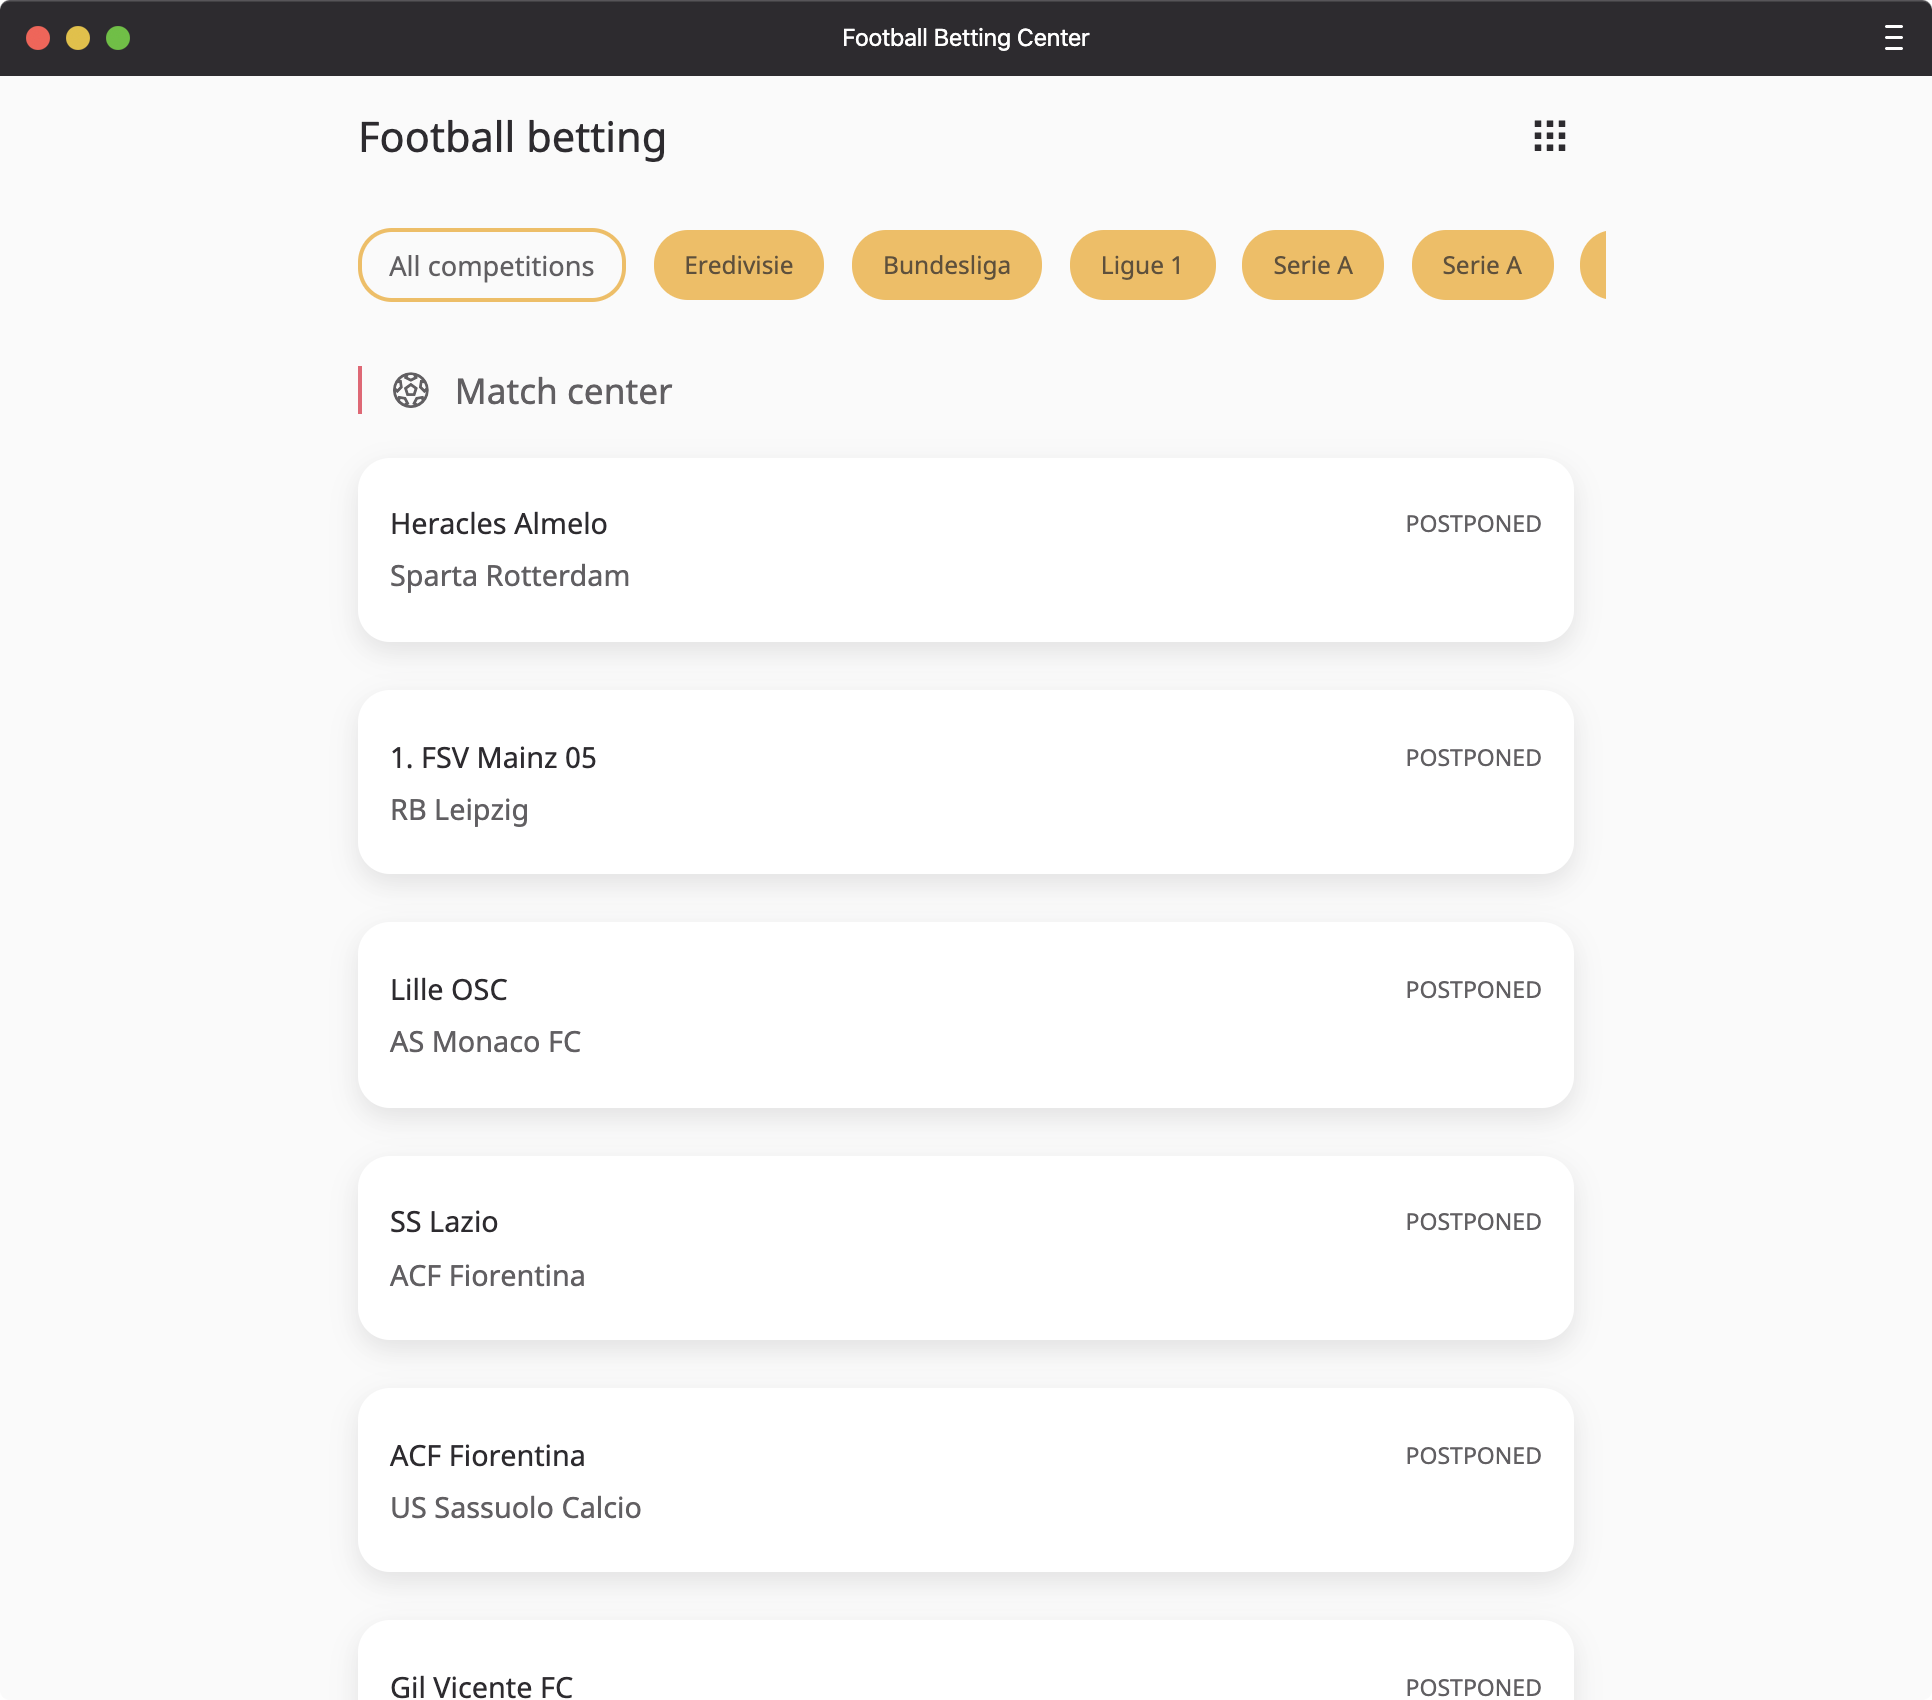 Football Betting Center
Football betting
All competitions Eredivisie Bundesliga Ligue 1 Serie A Serie A
Match center
Heracles Almelo POSTPONED
Sparta Rotterdam
1. FSV Mainz 05 POSTPONED
RB Leipzig
Lille OSC POSTPONED
AS Monaco FC
SS Lazio POSTPONED
ACF Fiorentina
ACF Fiorentina POSTPONED
US Sassuolo Calcio
Gil Vicente FC POSTPONED